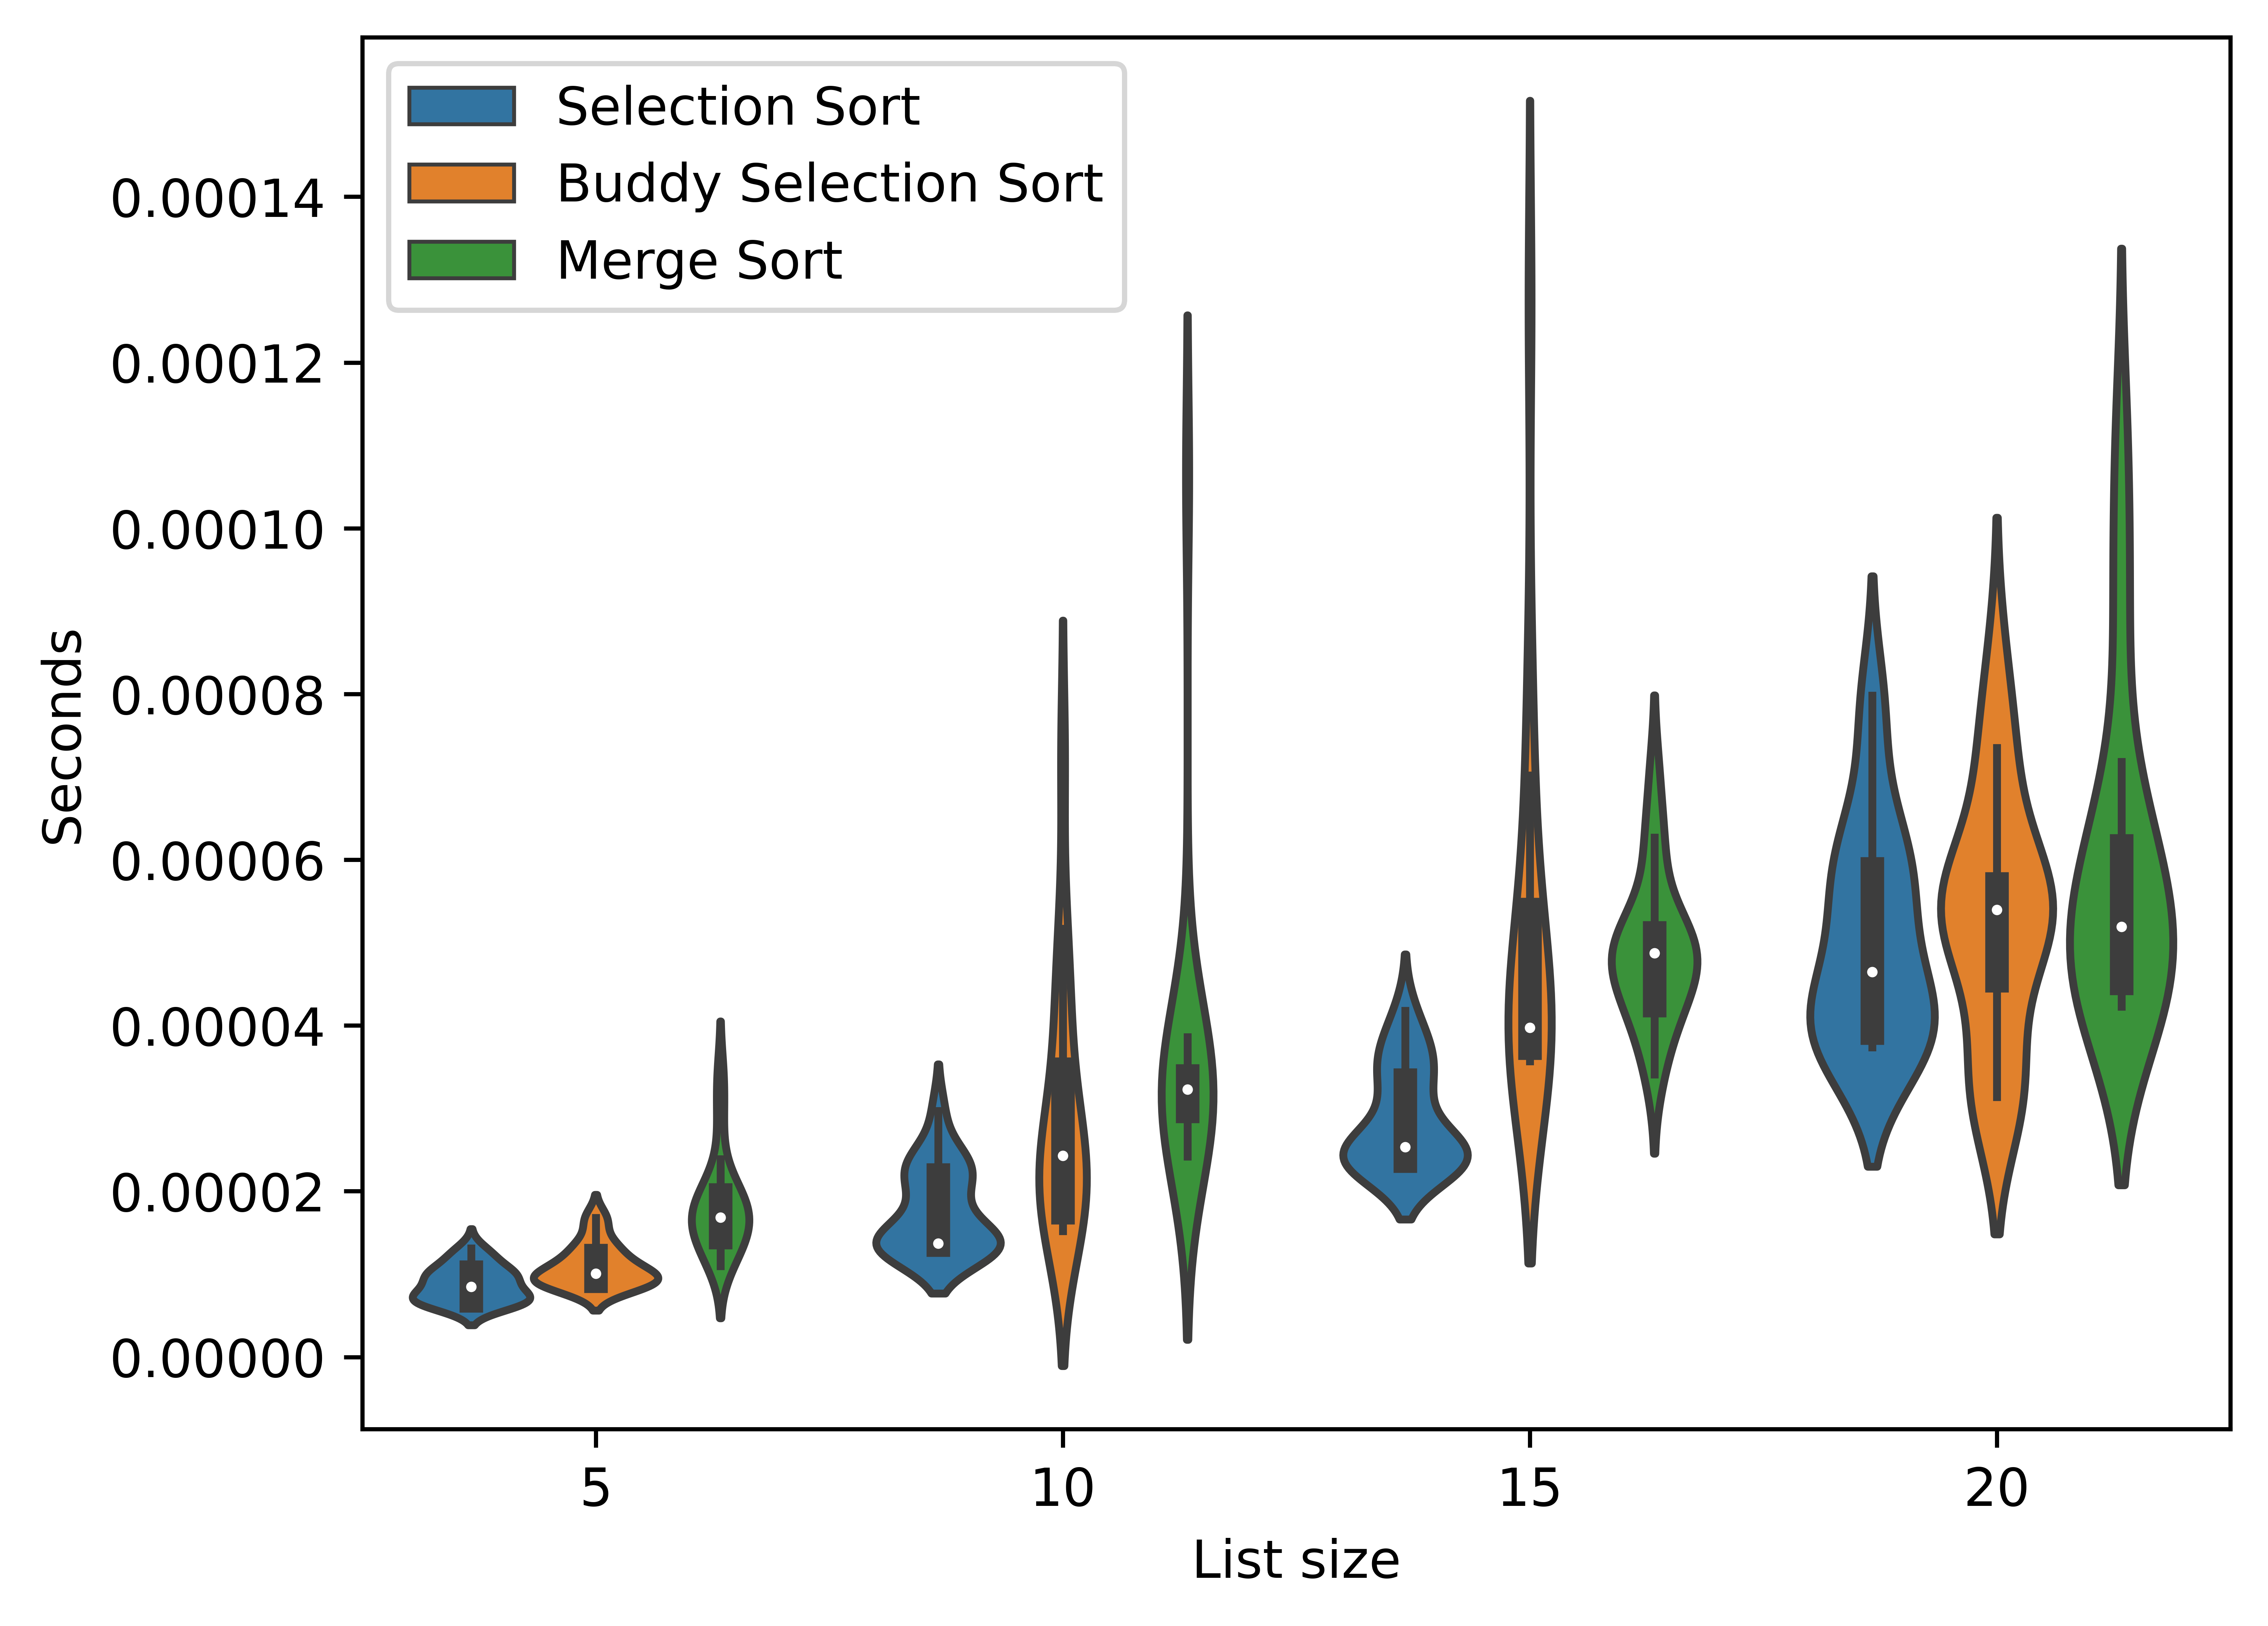 Selection Sort
Buddy Selection Sort
Merge Sort
0.00014
0.00012
0.00010
0.00008
0.00006
0.00004
0.00002
0.00000
Seconds
5 10 15 20
List size